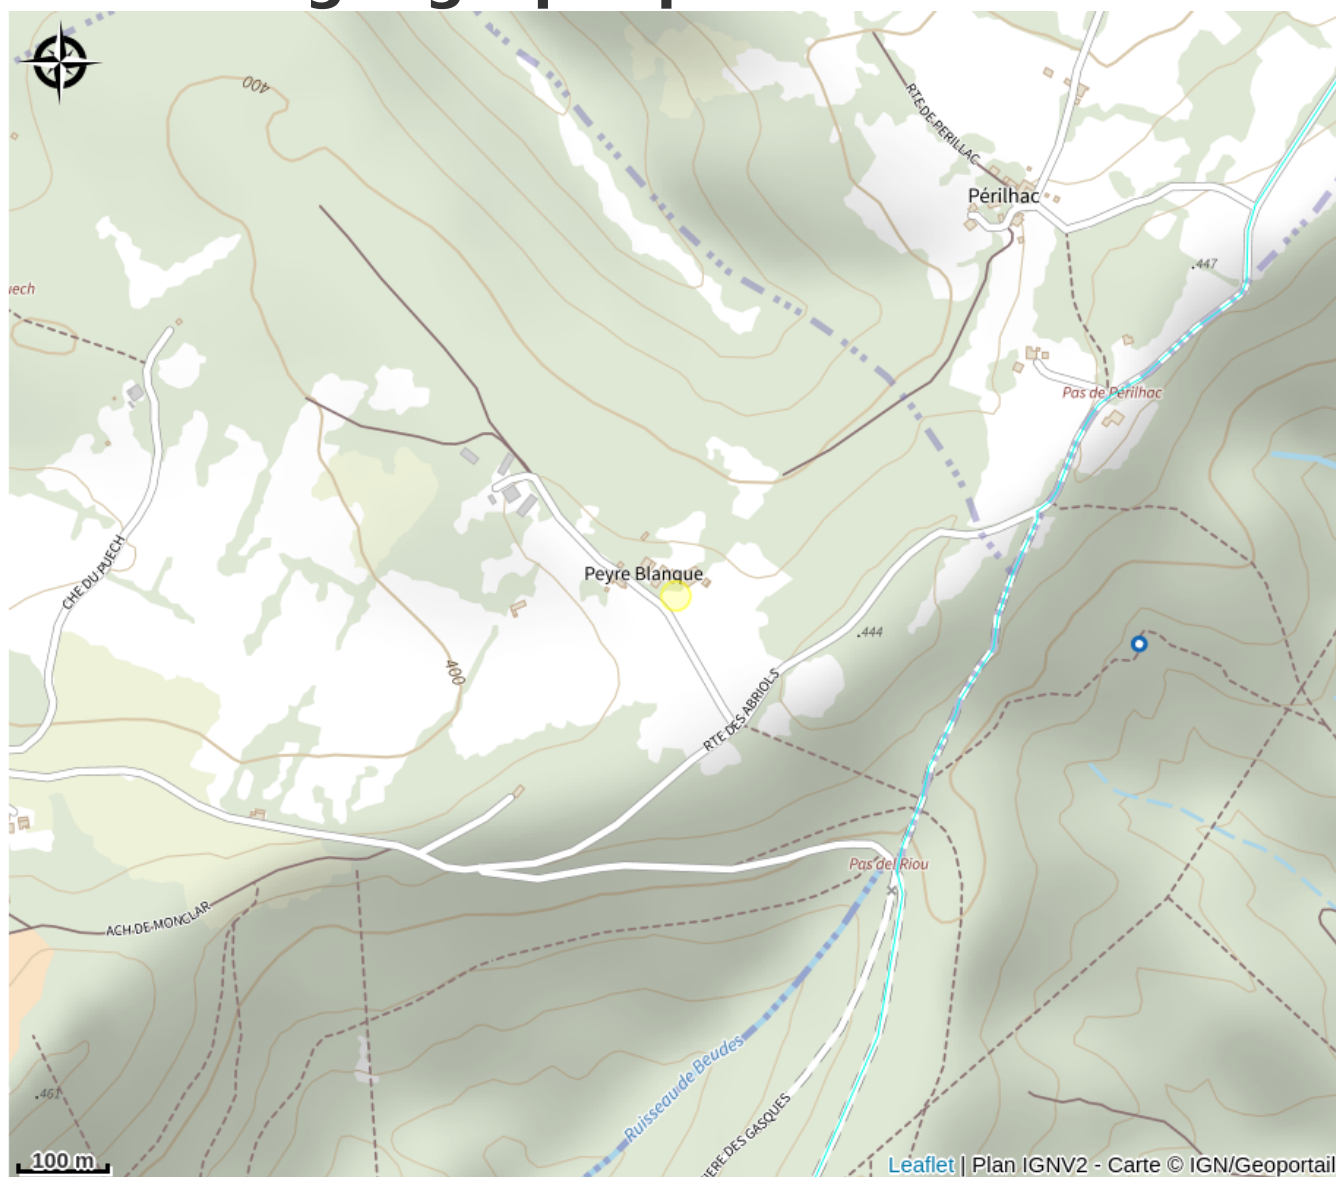 400
RTE DE PERILLAC
Périlhac
447
uech
Pas de Périlhac
CHE DU PUECH
Peyre Blanque
444
400
RTE DES ABRIOLS
Pas del Riou
ACH DE MONCLAR
Ruisseau de Beudes
IERE DES GASQUES
461
100 m
Leaflet | Plan IGNV2 - Carte © IGN/Geoportail